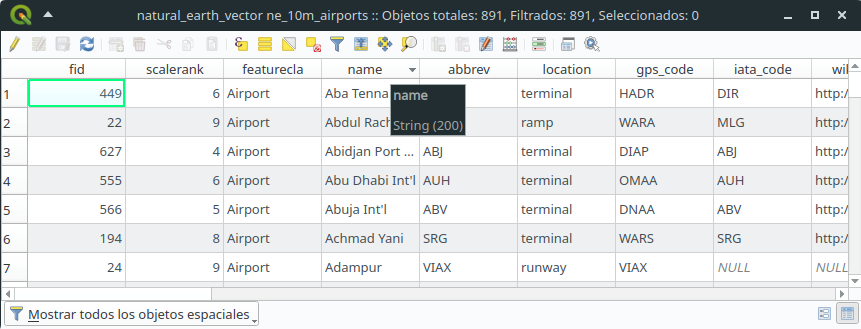 natural_earth_vector ne_10m_airports :: Objetos totales: 891, Filtrados: 891, Seleccionados: 0
fid scalerank featurecla name abbrev location gps_code iata_code wil
1 449 6 Airport Aba Tenna terminal HADR DIR http:/
2 22 9 Airport Abdul Rach ramp WARA MLG http:/
3 627 4 Airport Abidjan Port ... ABJ terminal DIAP ABJ http:/
4 555 6 Airport Abu Dhabi Int'l AUH terminal OMAA AUH http:/
5 566 5 Airport Abuja Int'l ABV terminal DNAA ABV http:/
6 194 8 Airport Achmad Yani SRG terminal WARS SRG http:/
7 24 9 Airport Adampur VIAX runway VIAX NULL NULL
name
String (200)
Mostrar todos los objetos espaciales